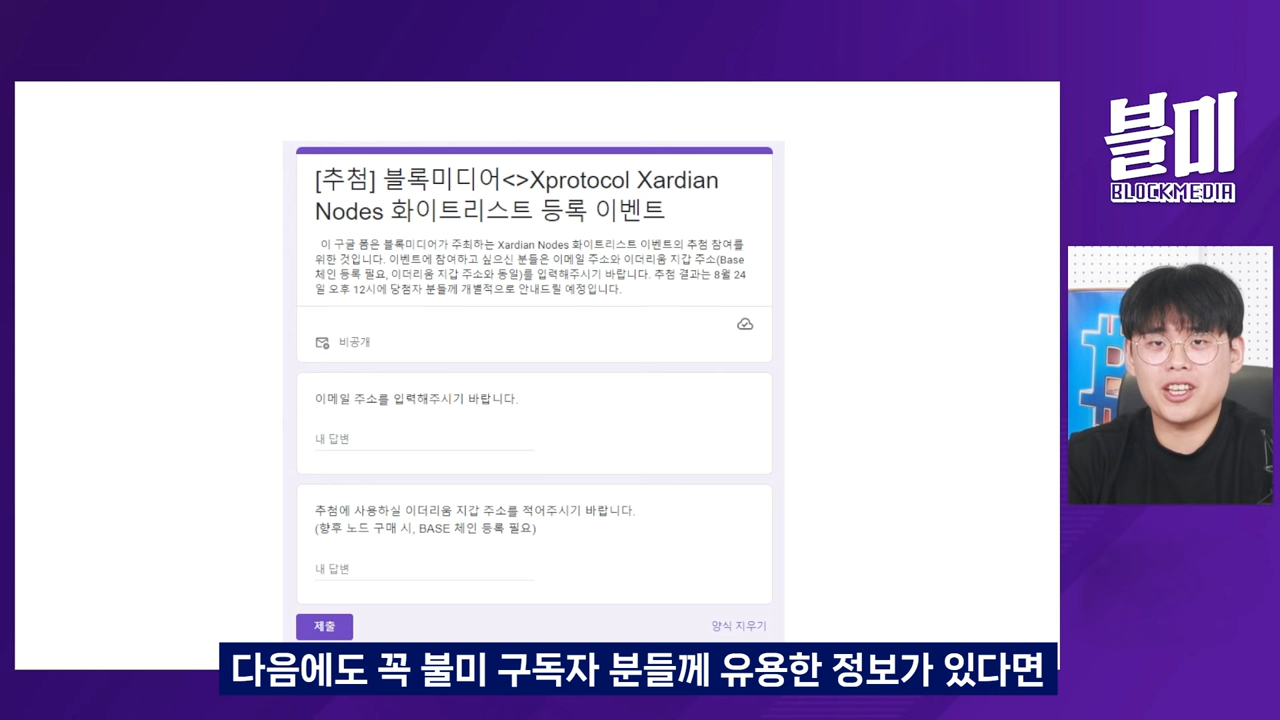 [추첨] 블록미디어<>Xprotocol Xardian
Nodes 화이트리스트 등록 이벤트
이 구글 폼은 블록미디어가 주최하는 Xardian Nodes 화이트리스트 이벤트의 추첨 참여를
위한 것입니다. 이벤트에 참여하고 싶으신 분들은 이메일 주소와 이더리움 지갑 주소(Base
체인 등록 필요, 이더리움 지갑 주소와 동일)를 입력해주시기 바랍니다. 추첨 결과는 8월 24
일 오후 12시에 당첨자 분들께 개별적으로 안내드릴 예정입니다.
비공개
이메일 주소를 입력해주시기 바랍니다.
내 답변
추첨에 사용하실 이더리움 지갑 주소를 적어주시기 바랍니다.
(향후 노드 구매 시, BASE 체인 등록 필요)
내 답변
제출
양식 지우기
블미
BLOCKMEDIA
다음에도 꼭 불미 구독자 분들께 유용한 정보가 있다면